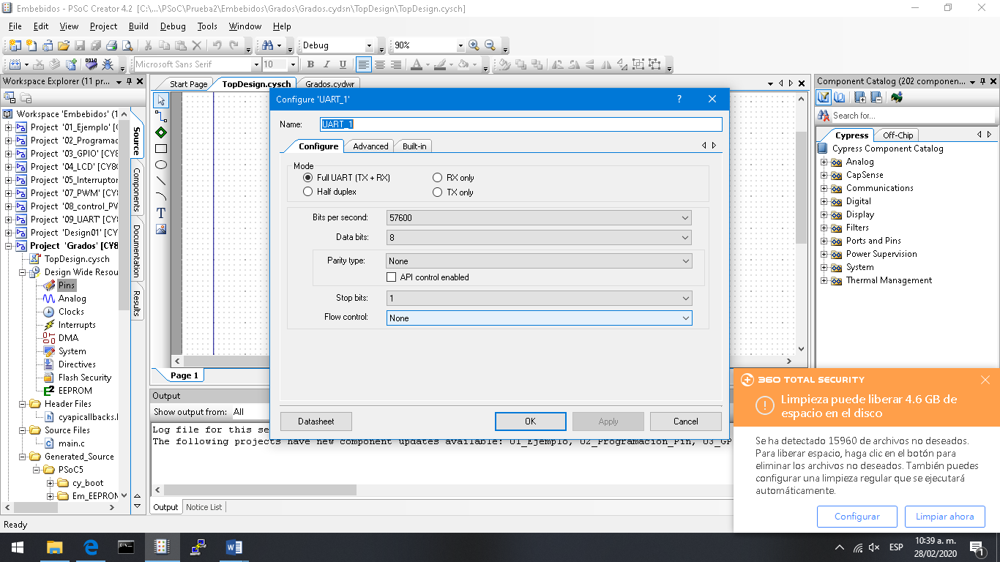 Embebidos - PSoC Creator 4.2 [C:\...\PSoC\Prueba2\Embebidos\Grados\Grados.cydsn\TopDesign\TopDesign.cysch]
File Edit View Project Build Debug Tools Window Help
Debug 90%
Microsoft Sans Serif 10 B I U A
Workspace Explorer (11 pr...
Workspace 'Embebidos' (1
Project '01_Ejemplo' [CY
Project '02_Programac
Project '03_GPIO' [CY80
Project '04_LCD' [CY8C
Project '05_Interruptor
Project '07_PWM' [CY8
Project '08_control_PV
Project '09_UART' [CY8
Project 'Design01' [CY8
Project 'Grados' [CY8
TopDesign.cysch
Design Wide Resou
Pins
Analog
Clocks
Interrupts
DMA
System
Directives
Flash Security
EEPROM
Header Files
cyapicallbacks.l
Source Files
main.c
Generated_Source
PSoC5
cy_boot
Em_EEPROM
Source
Components
Documentation
Results
Start Page TopDesign.cysch Grados.cydwr
T
Page 1
Configure 'UART_1'
?
Name: UART_1
Configure Advanced Built-in
Mode
Full UART (TX + RX) RX only
Half duplex TX only
Bits per second: 57600
Data bits: 8
Parity type: None
API control enabled
Stop bits: 1
Flow control: None
Datasheet OK Apply Cancel
Output
Show output from: All
Log file for this se
The following projects have new component updates available: 01_Ejemplo, 02_Programacion_Pin, 03_GP
Output Notice List
Component Catalog (202 componen...
Search for...
Cypress Off-Chip
Cypress Component Catalog
Analog
CapSense
Communications
Digital
Display
Filters
Ports and Pins
Power Supervision
System
Thermal Management
360 TOTAL SECURITY
Limpieza puede liberar 4.6 GB de
espacio en el disco
Se ha detectado 15960 de archivos no deseados.
Para liberar espacio, haga clic en el botón para
eliminar los archivos no deseados. También puedes
configurar una limpieza regular que se ejecutará
automáticamente.
Configurar Limpiar ahora
Ready
ESP
10:39 a. m.
28/02/2020
1